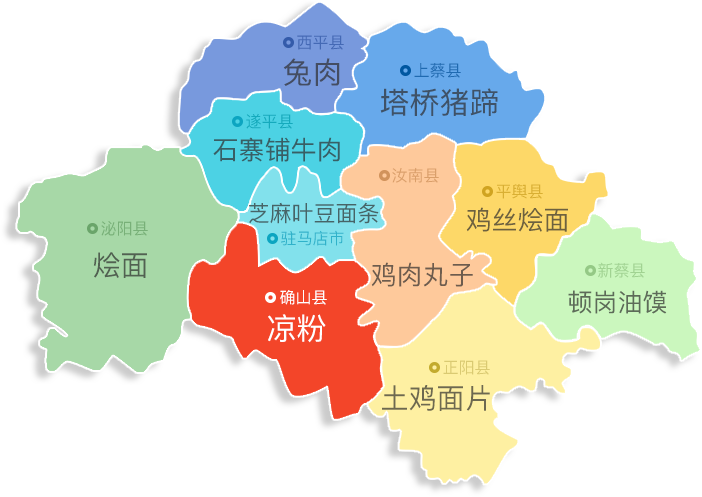 西平县
兔肉
上蔡县
塔桥猪蹄
遂平县
石寨铺牛肉
汝南县
鸡肉丸子
平舆县
鸡丝烩面
芝麻叶豆面条
驻马店市
泌阳县
烩面
新蔡县
顿岗油馍
确山县
凉粉
正阳县
土鸡面片